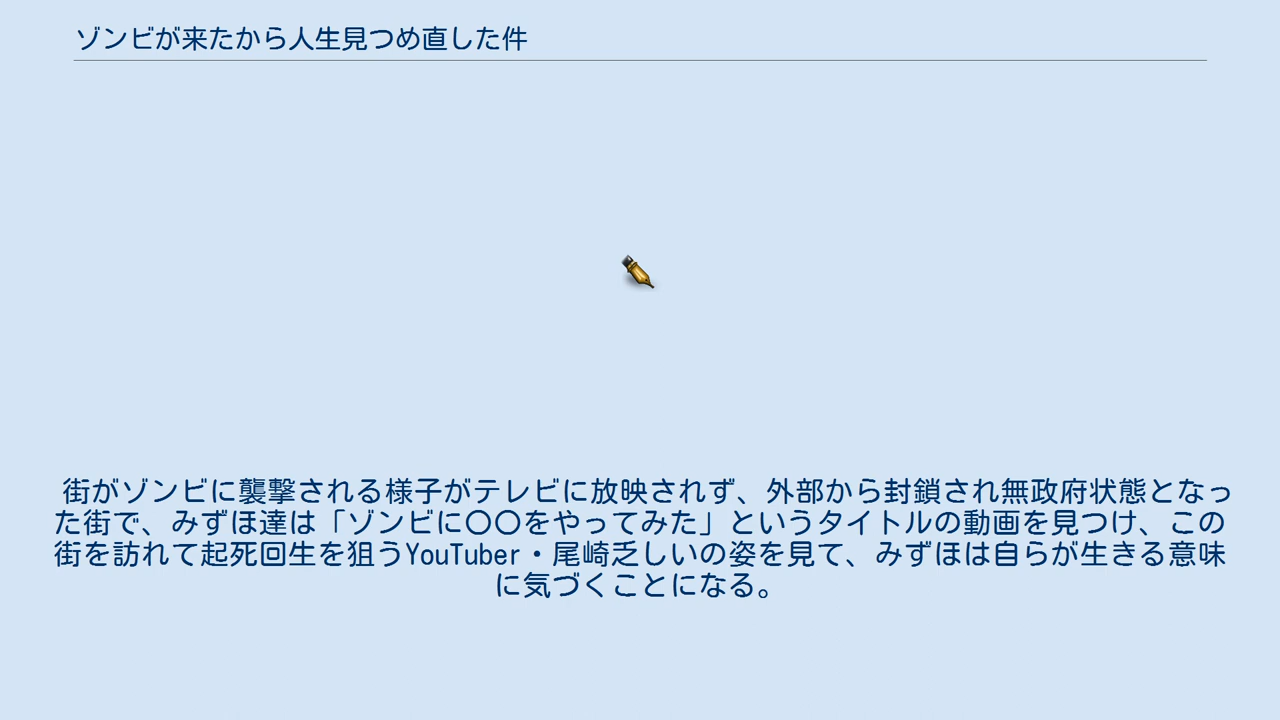 ゾンビが来たから人生見つめ直した件
街がゾンビに襲撃される様子がテレビに放映されず、外部から封鎖され無政府状態となっ
た街で、みずほ達は「ゾンビに〇〇をやってみた」というタイトルの動画を見つけ、この
街を訪れて起死回生を狙うYouTuber・尾崎乏しいの姿を見て、みずほは自らが生きる意味
に気づくことになる。